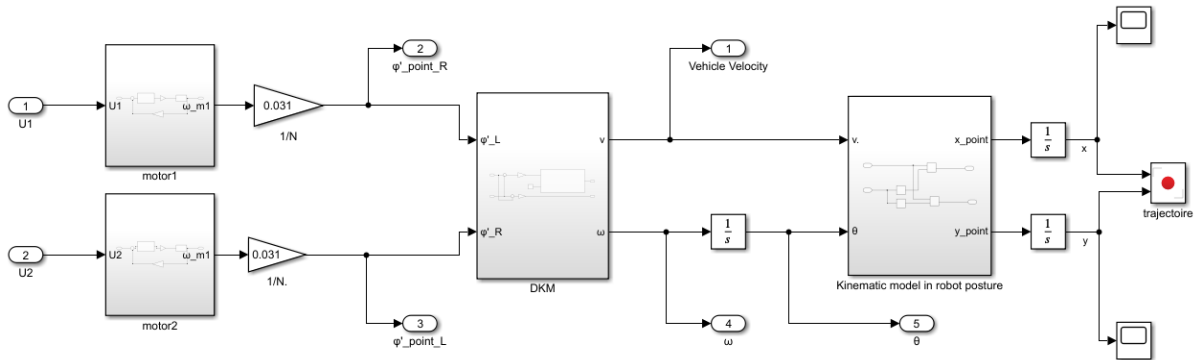 1
U1
U1
ω_m1
motor1
0.031
1/N
2
φ'_point_R
1
Vehicle Velocity
φ'_L
v
φ'_R
ω
DKM
v.
x_point
θ
y_point
Kinematic model in robot posture
1
s
1
s
x
1
s
y
trajectoire
2
U2
U2
ω_m1
motor2
0.031
1/N.
3
φ'_point_L
4
ω
5
θ